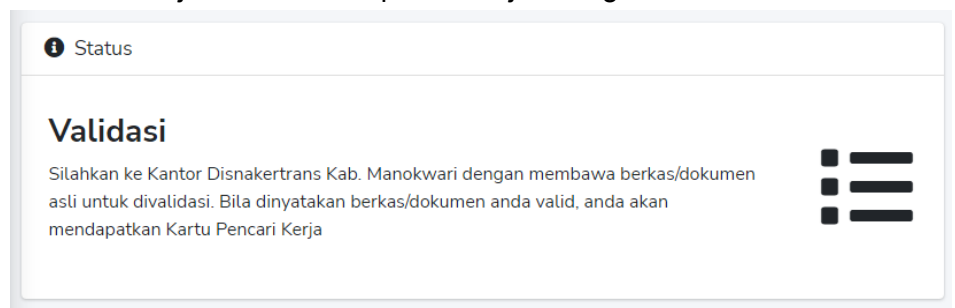 Status
Validasi
Silahkan ke Kantor Disnakertrans Kab. Manokwari dengan membawa berkas/dokumen
asli untuk divalidasi. Bila dinyatakan berkas/dokumen anda valid, anda akan
mendapatkan Kartu Pencari Kerja